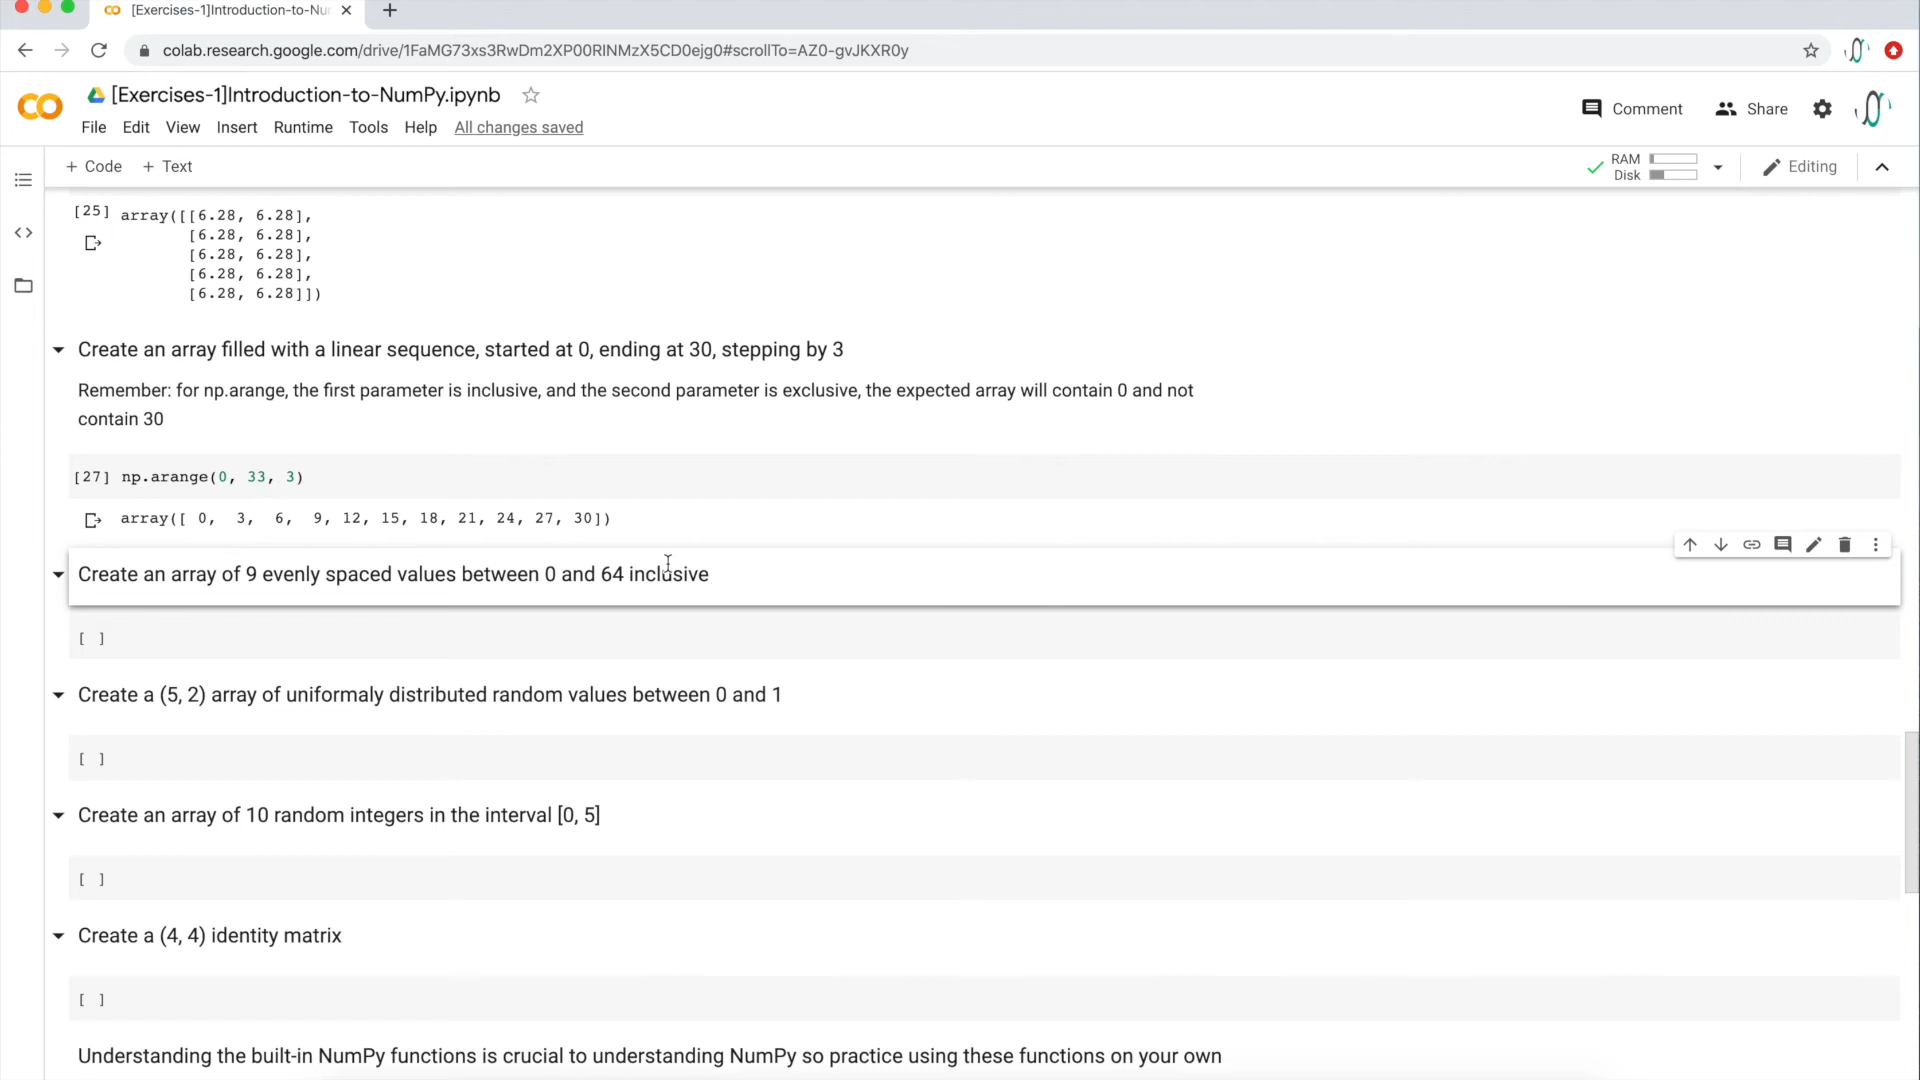 [Exercises-1]Introduction-to-Nu
colab.research.google.com/drive/1FaMG73xs3RwDm2XP00RlNMzX5CD0ejg0#scrollTo=AZ0-gvJKXR0y
[Exercises-1]Introduction-to-NumPy.ipynb
Comment
Share
File Edit View Insert Runtime Tools Help All changes saved
+ Code + Text
RAM
Disk
Editing
[25] array([[6.28, 6.28],
[6.28, 6.28],
[6.28, 6.28],
[6.28, 6.28],
[6.28, 6.28]])
Create an array filled with a linear sequence, started at 0, ending at 30, stepping by 3
Remember: for np.arange, the first parameter is inclusive, and the second parameter is exclusive, the expected array will contain 0 and not
contain 30
[27] np.arange(0, 33, 3)
array([ 0, 3, 6, 9, 12, 15, 18, 21, 24, 27, 30])
Create an array of 9 evenly spaced values between 0 and 64 inclusive
[ ]
Create a (5, 2) array of uniformaly distributed random values between 0 and 1
[ ]
Create an array of 10 random integers in the interval [0, 5]
[ ]
Create a (4, 4) identity matrix
[ ]
Understanding the built-in NumPy functions is crucial to understanding NumPy so practice using these functions on your own